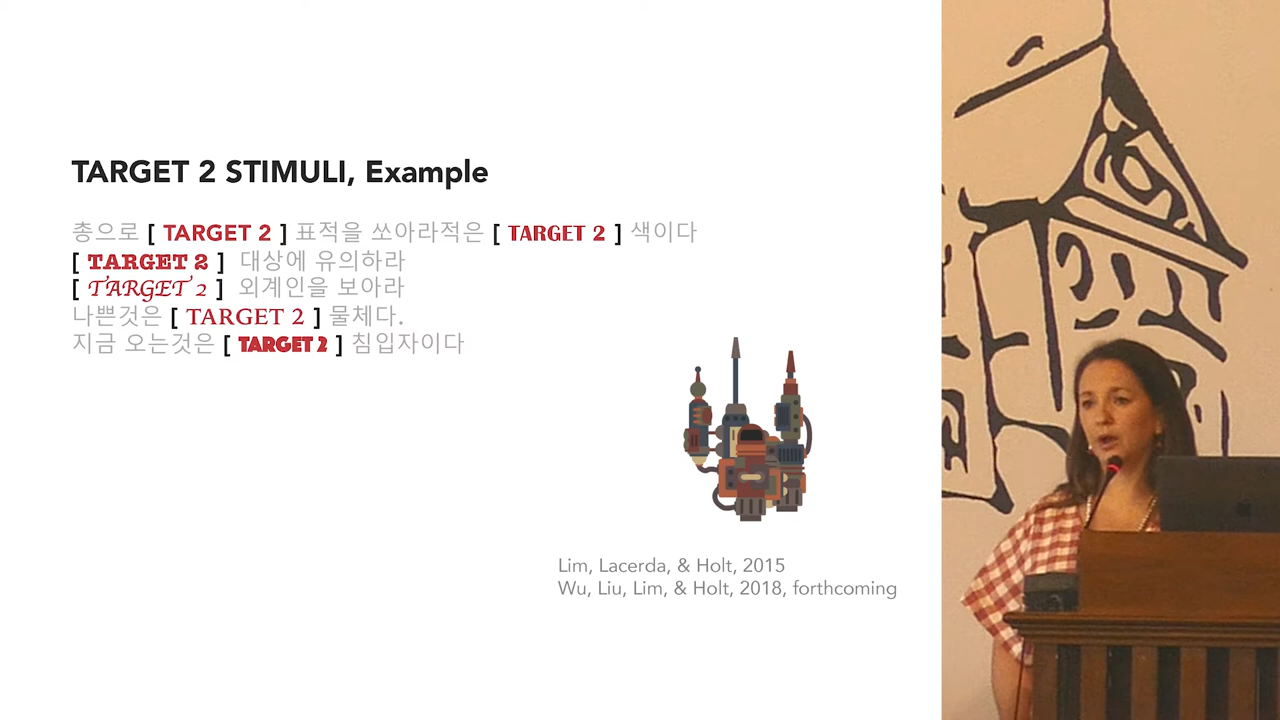 TARGET 2 STIMULI, Example
총으로 [ TARGET 2 ] 표적을 쏘아라적은 [ TARGET 2 ] 색이다
[ TARGET 2 ] 대상에 유의하라
[ TARGET 2 ] 외계인을 보아라
나쁜것은 [ TARGET 2 ] 물체다.
지금 오는것은 [ TARGET 2 ] 침입자이다
Lim, Lacerda, & Holt, 2015
Wu, Liu, Lim, & Holt, 2018, forthcoming